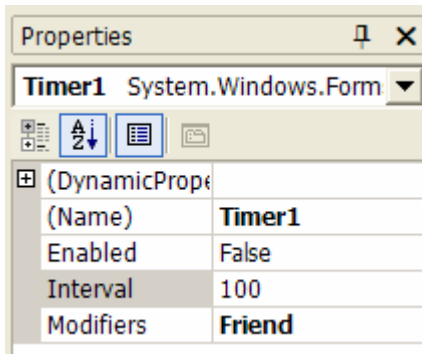 Properties
Timer1 System.Windows.Form
(DynamicPrope
(Name) Timer1
Enabled False
Interval 100
Modifiers Friend